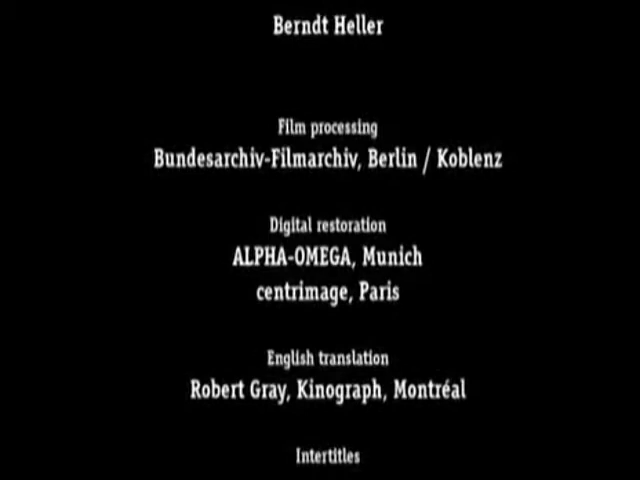 Berndt Heller
Film processing
Bundesarchiv-Filmarchiv, Berlin / Koblenz
Digital restoration
ALPHA-OMEGA, Munich
centrimage, Paris
English translation
Robert Gray, Kinograph, Montréal
Intertitles